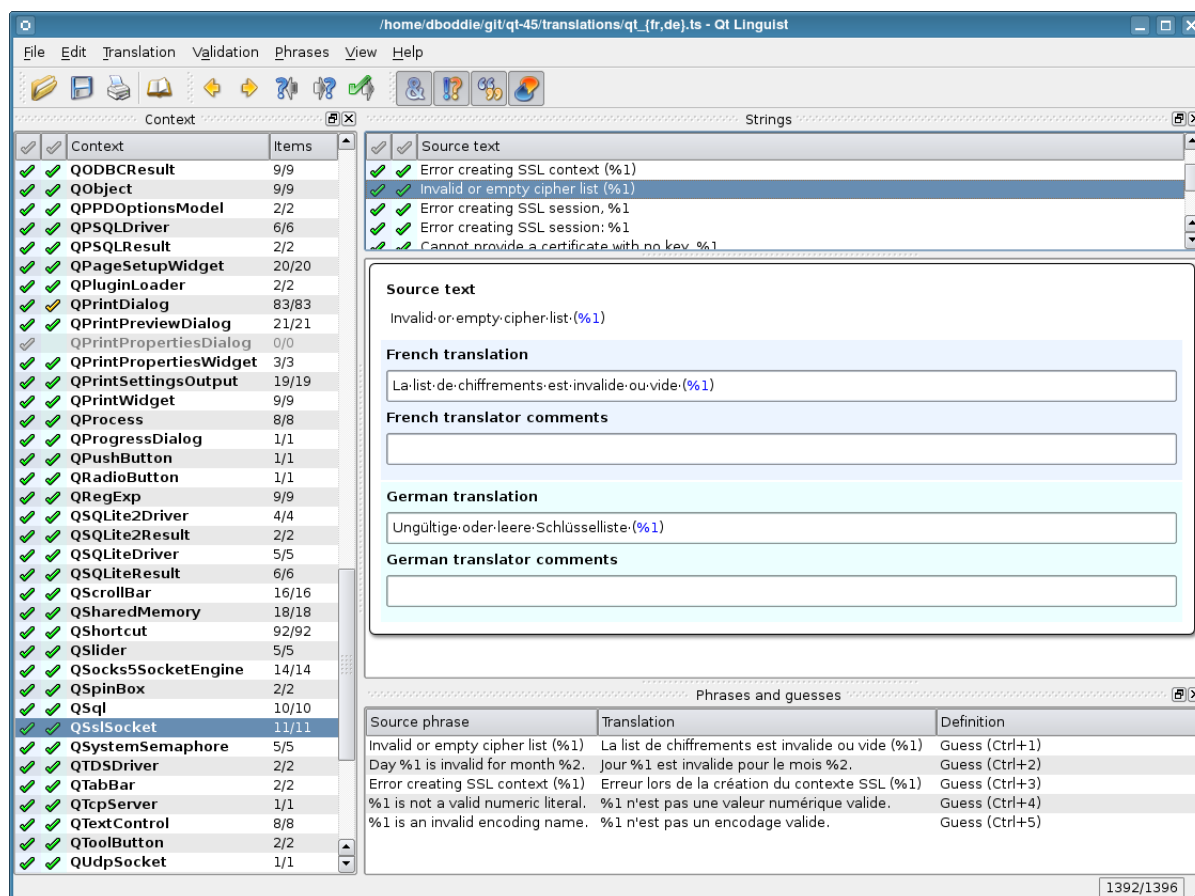 /home/dboddie/git/qt-45/translations/qt_{fr,de}.ts - Qt Linguist
File Edit Translation Validation Phrases View Help
Context
Context Items
QODBCResult 9/9
QObject 9/9
QPPDOptionsModel 2/2
QPSQLDriver 6/6
QPSQLResult 2/2
QPageSetupWidget 20/20
QPluginLoader 2/2
QPrintDialog 83/83
QPrintPreviewDialog 21/21
QPrintPropertiesDialog 0/0
QPrintPropertiesWidget 3/3
QPrintSettingsOutput 19/19
QPrintWidget 9/9
QProcess 8/8
QProgressDialog 1/1
QPushButton 1/1
QRadioButton 1/1
QRegExp 9/9
QSQLite2Driver 4/4
QSQLite2Result 2/2
QSQLiteDriver 5/5
QSQLiteResult 6/6
QScrollBar 16/16
QSharedMemory 18/18
QShortcut 92/92
QSlider 5/5
QSocks5SocketEngine 14/14
QSpinBox 2/2
QSql 10/10
QSslSocket 11/11
QSystemSemaphore 5/5
QTDSDriver 2/2
QTabBar 2/2
QTcpServer 1/1
QTextControl 8/8
QToolButton 2/2
QUdpSocket 1/1
Strings
Source text
Error creating SSL context (%1)
Invalid or empty cipher list (%1)
Error creating SSL session, %1
Error creating SSL session: %1
Cannot provide a certificate with no key, %1
Source text
Invalid·or·empty·cipher·list·(%1)
French translation
La·list·de·chiffrements·est·invalide·ou·vide·(%1)
French translator comments
German translation
Ungültige·oder·leere·Schlüsselliste·(%1)
German translator comments
Phrases and guesses
Source phrase Translation Definition
Invalid or empty cipher list (%1) La list de chiffrements est invalide ou vide (%1) Guess (Ctrl+1)
Day %1 is invalid for month %2. Jour %1 est invalide pour le mois %2. Guess (Ctrl+2)
Error creating SSL context (%1) Erreur lors de la création du contexte SSL (%1) Guess (Ctrl+3)
%1 is not a valid numeric literal. %1 n'est pas une valeur numérique valide. Guess (Ctrl+4)
%1 is an invalid encoding name. %1 n'est pas un encodage valide. Guess (Ctrl+5)
1392/1396